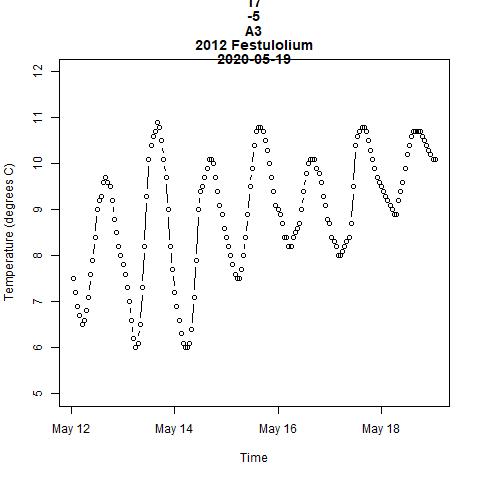 17
-5
A3
2012 Festulolium
2020-05-19
Temperature (degrees C)
12
11
10
9
8
7
6
5
May 12
May 14
May 16
May 18
Time